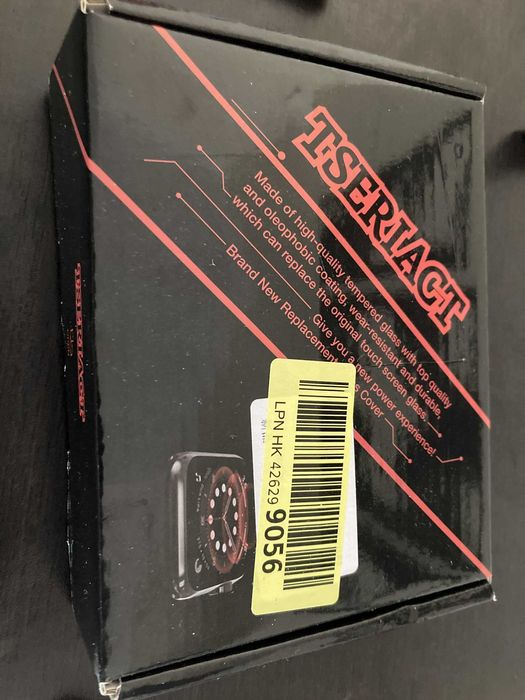 TSERIACT
Made of high-quality tempered glass with top quality
and oleophobic coating, wear-resistant and durable,
which can replace the original touch screen glass.
Give you a new power experience!
Brand New Replacement Cover
LPN HK 42629 9056
TSERIACT